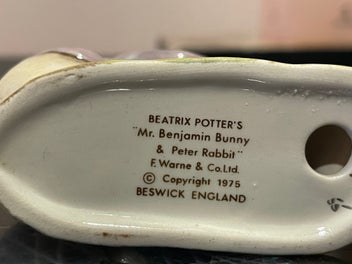 BEATRIX POTTER'S
"Mr. Benjamin Bunny
& Peter Rabbit"
F. Warne & Co. Ltd.
© Copyright 1975
BESWICK ENGLAND